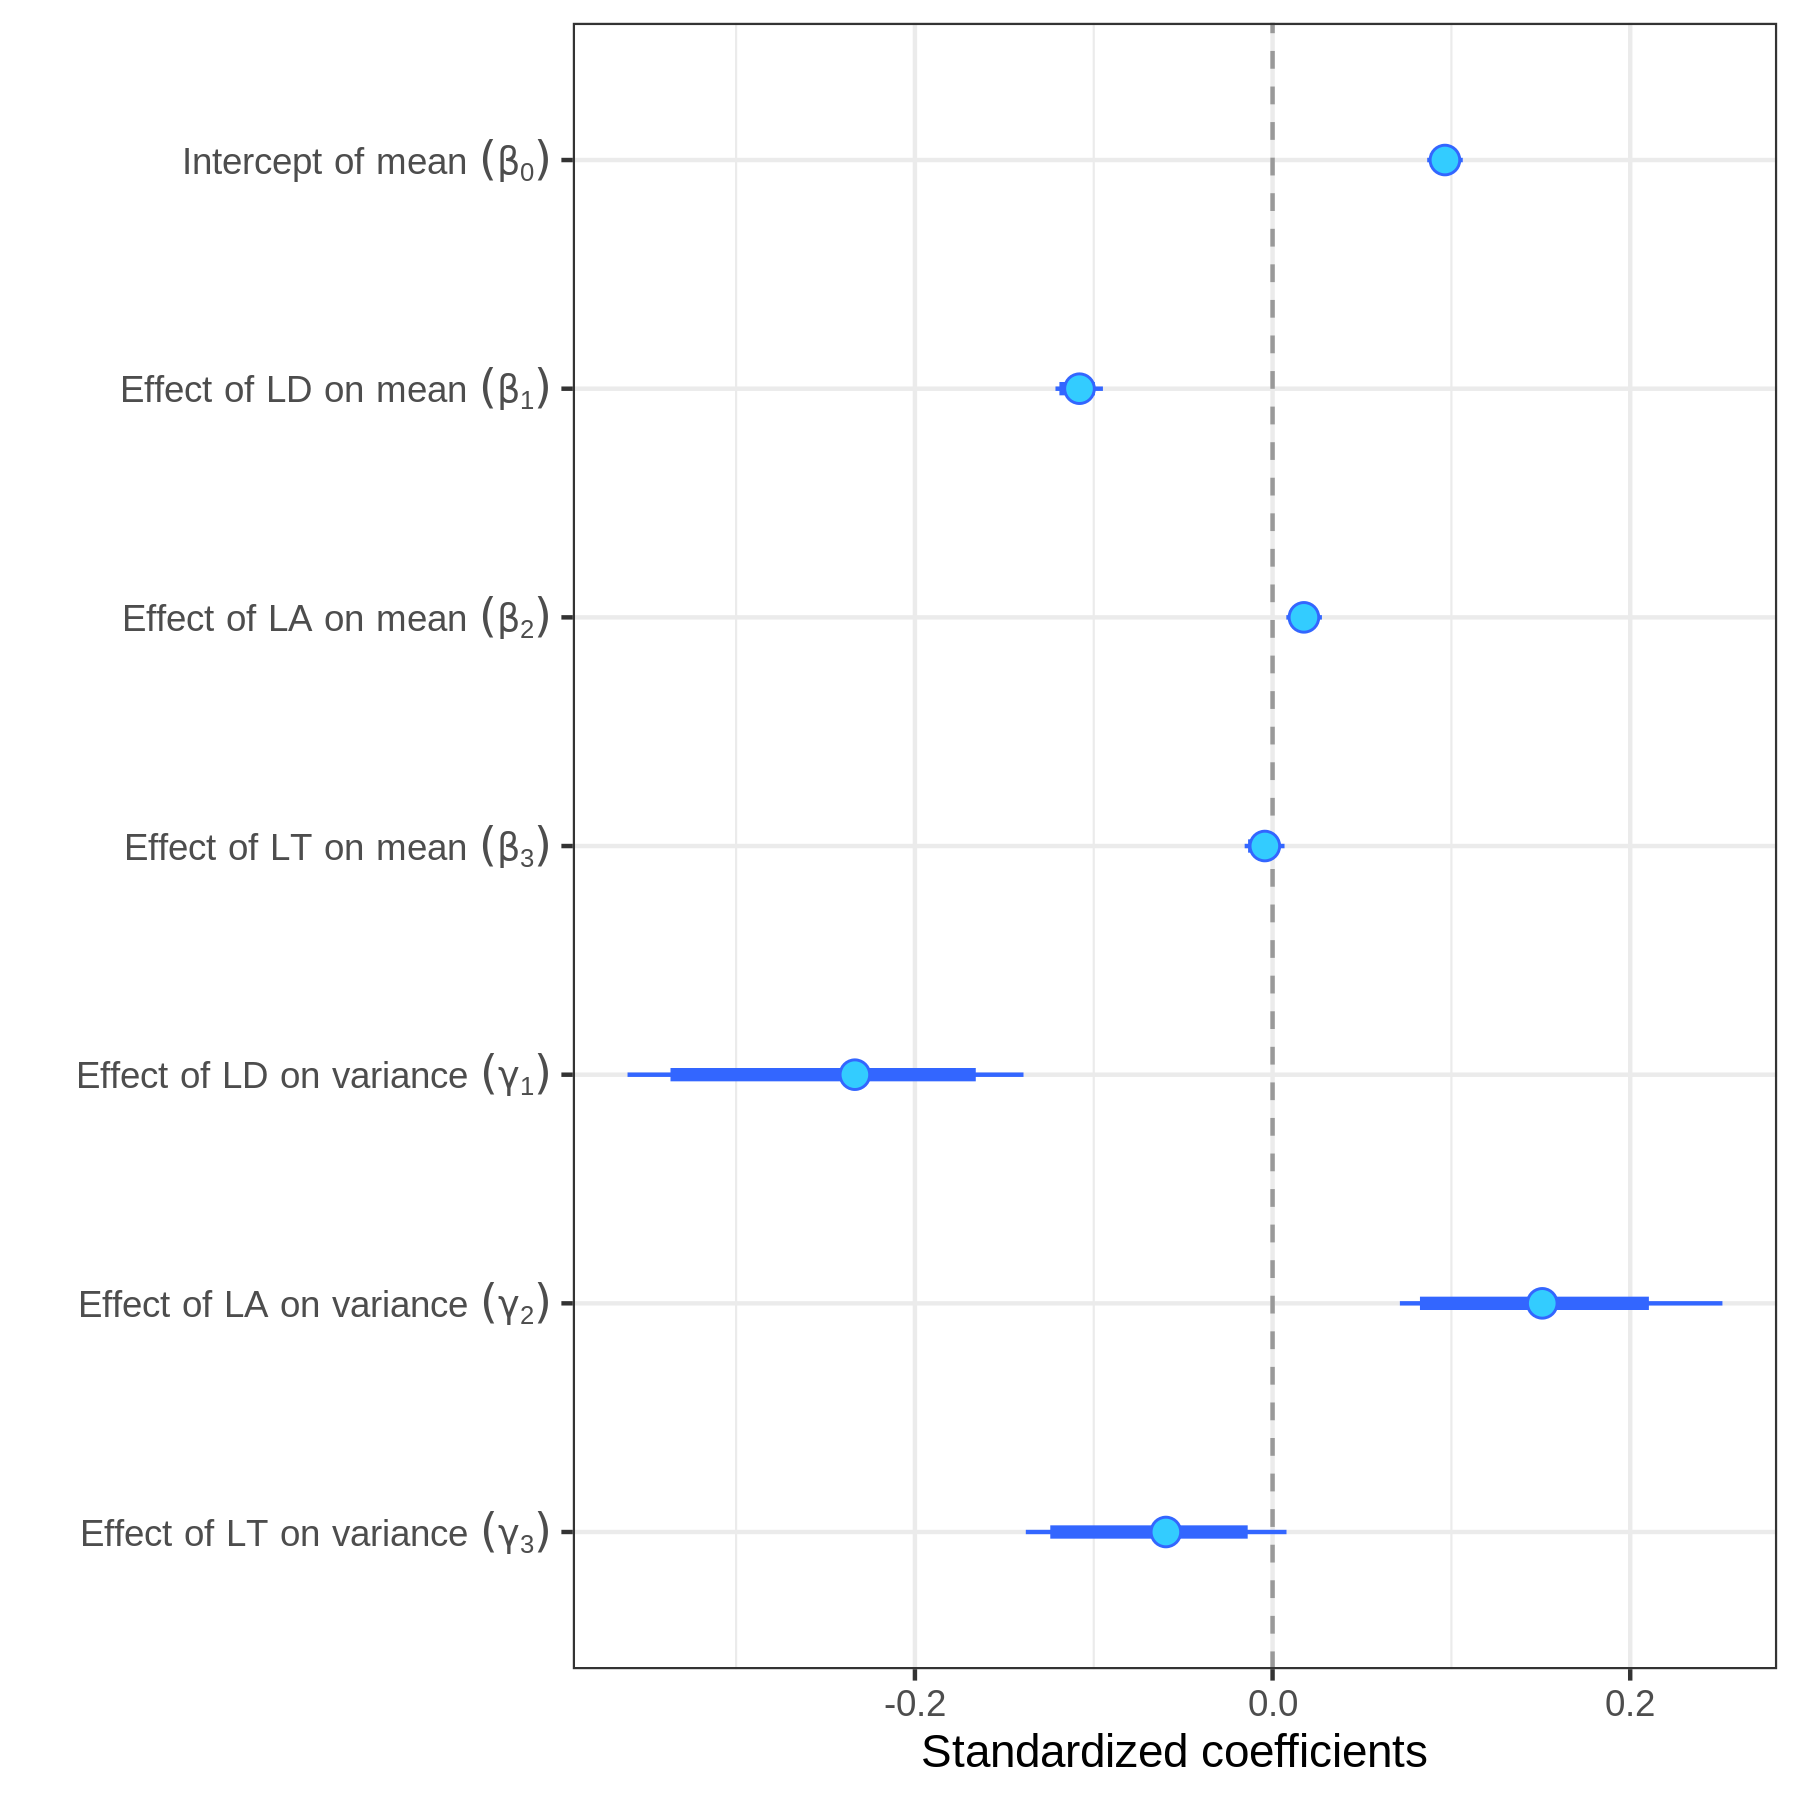 Intercept of mean (β₀)
Effect of LD on mean (β₁)
Effect of LA on mean (β₂)
Effect of LT on mean (β₃)
Effect of LD on variance (γ₁)
Effect of LA on variance (γ₂)
Effect of LT on variance (γ₃)
-0.2 0.0 0.2
Standardized coefficients